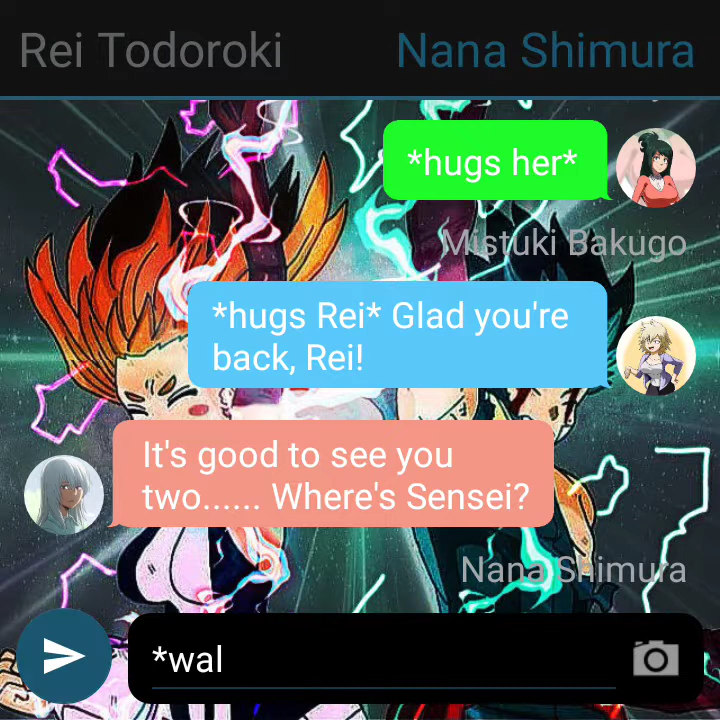 Rei Todoroki
Nana Shimura
*hugs her*
Mistuki Bakugo
*hugs Rei* Glad you're
back, Rei!
It's good to see you
two...... Where's Sensei?
Nana Shimura
*wal